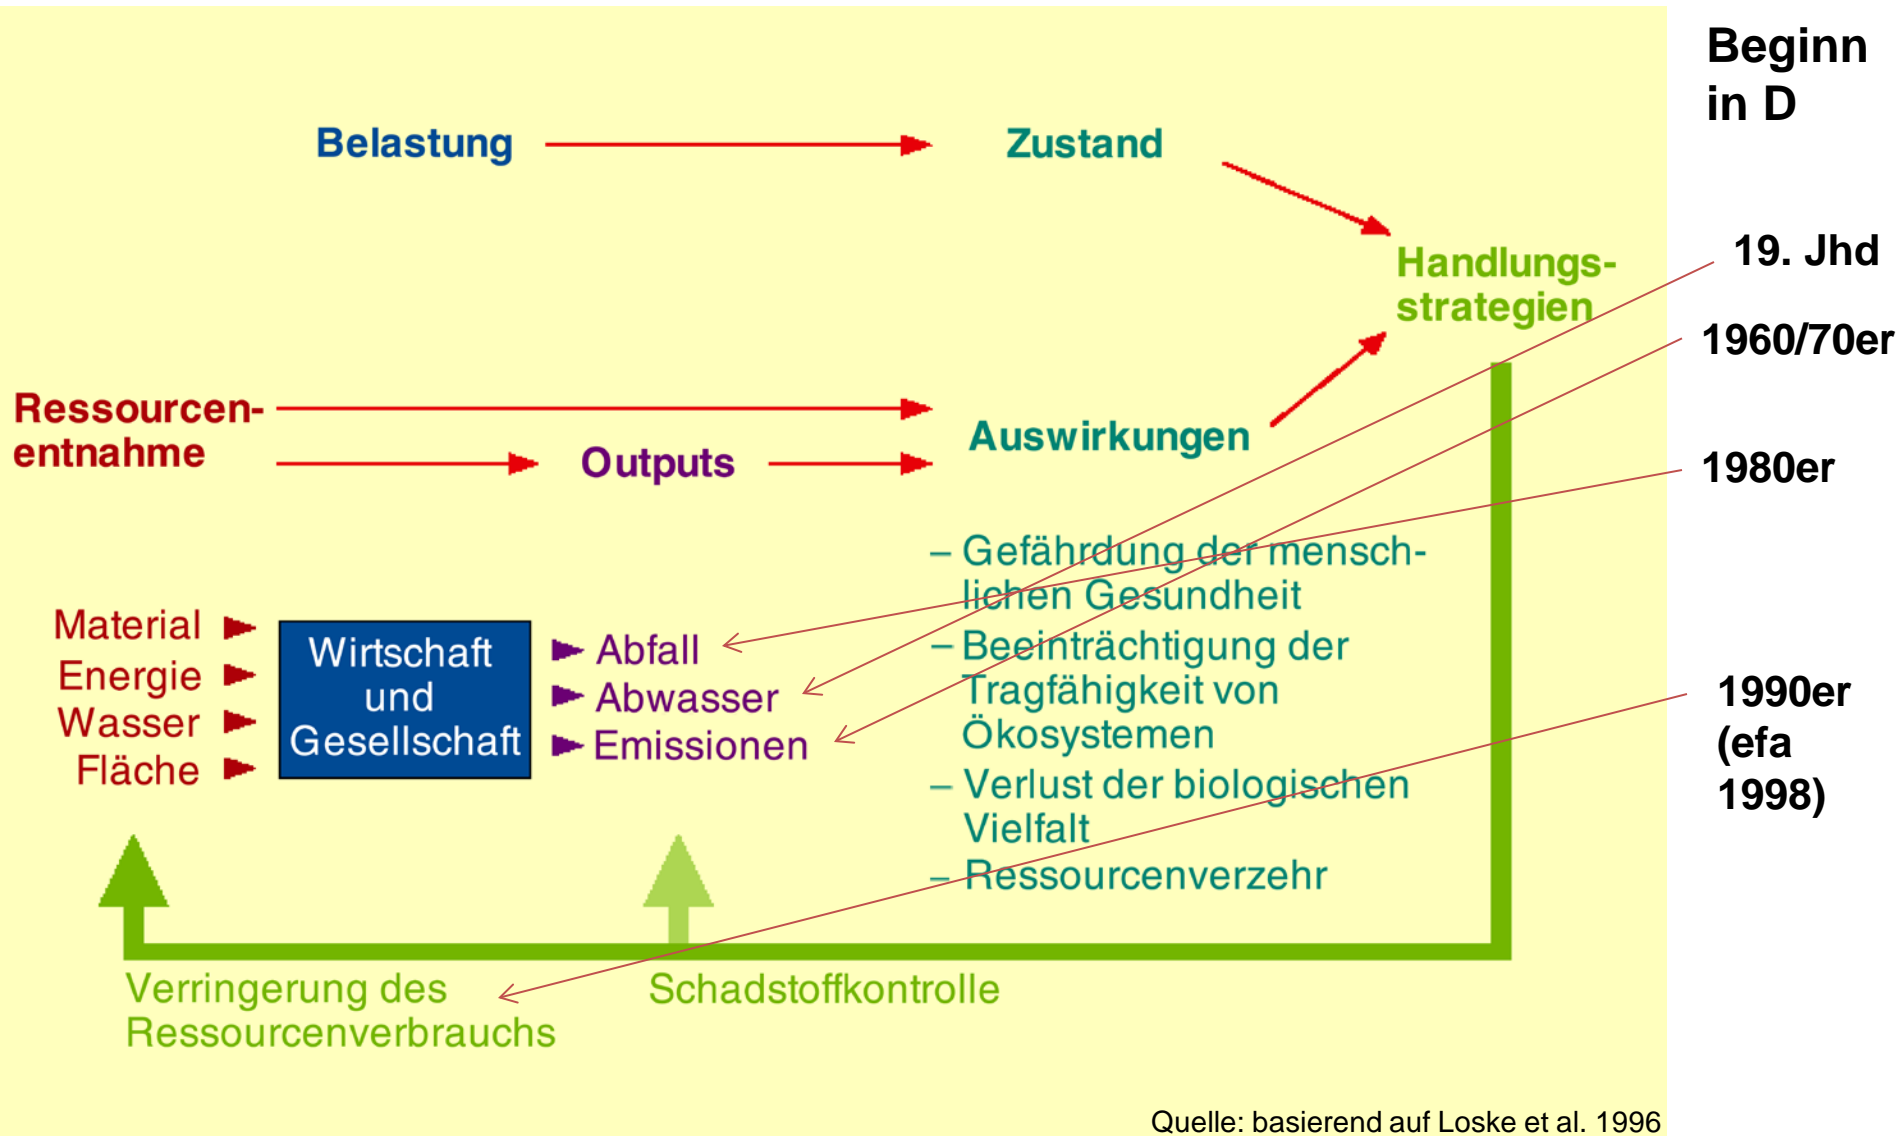 Beginn
in D
Belastung
Zustand
Handlungs-
strategien
19. Jhd
1960/70er
1980er
1990er
(efa
1998)
Ressourcen-
entnahme
Outputs
Auswirkungen
Material
Energie
Wasser
Fläche
Wirtschaft
und
Gesellschaft
Abfall
Abwasser
Emissionen
– Gefährdung der mensch-
lichen Gesundheit
– Beeinträchtigung der
Tragfähigkeit von
Ökosystemen
– Verlust der biologischen
Vielfalt
– Ressourcenverzehr
Verringerung des
Ressourcenverbrauchs
Schadstoffkontrolle
Quelle: basierend auf Loske et al. 1996